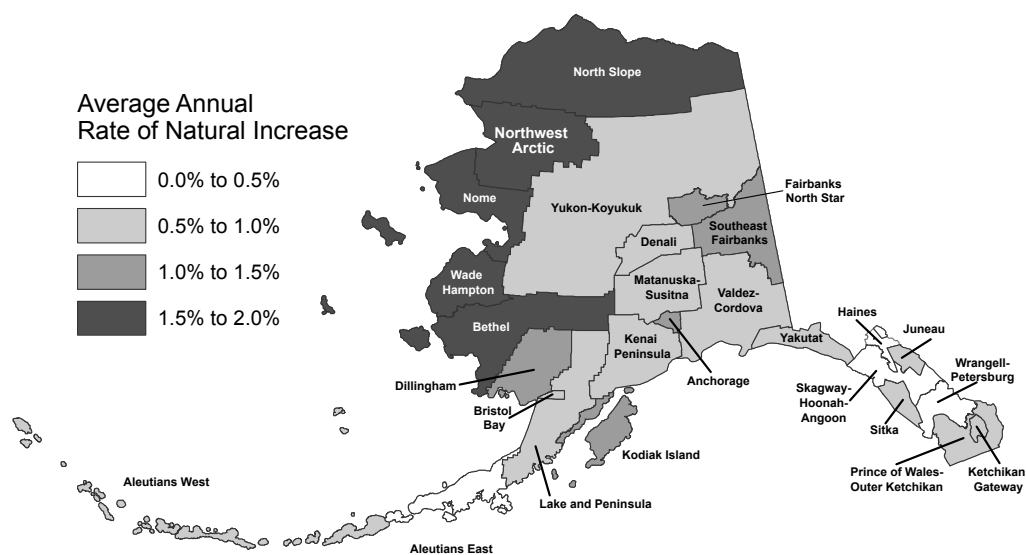 Average Annual
Rate of Natural Increase
0.0% to 0.5%
0.5% to 1.0%
1.0% to 1.5%
1.5% to 2.0%
North Slope
Northwest
Arctic
Nome
Yukon-Koyukuk
Fairbanks
North Star
Southeast
Fairbanks
Denali
Wade
Hampton
Matanuska-
Susitna
Valdez-
Cordova
Bethel
Kenai
Peninsula
Yakutat
Haines
Juneau
Wrangell-
Petersburg
Dillingham
Anchorage
Skagway-
Hoonah-
Angoon
Bristol
Bay
Sitka
Kodiak Island
Prince of Wales-
Outer Ketchikan
Ketchikan
Gateway
Aleutians West
Lake and Peninsula
Aleutians East